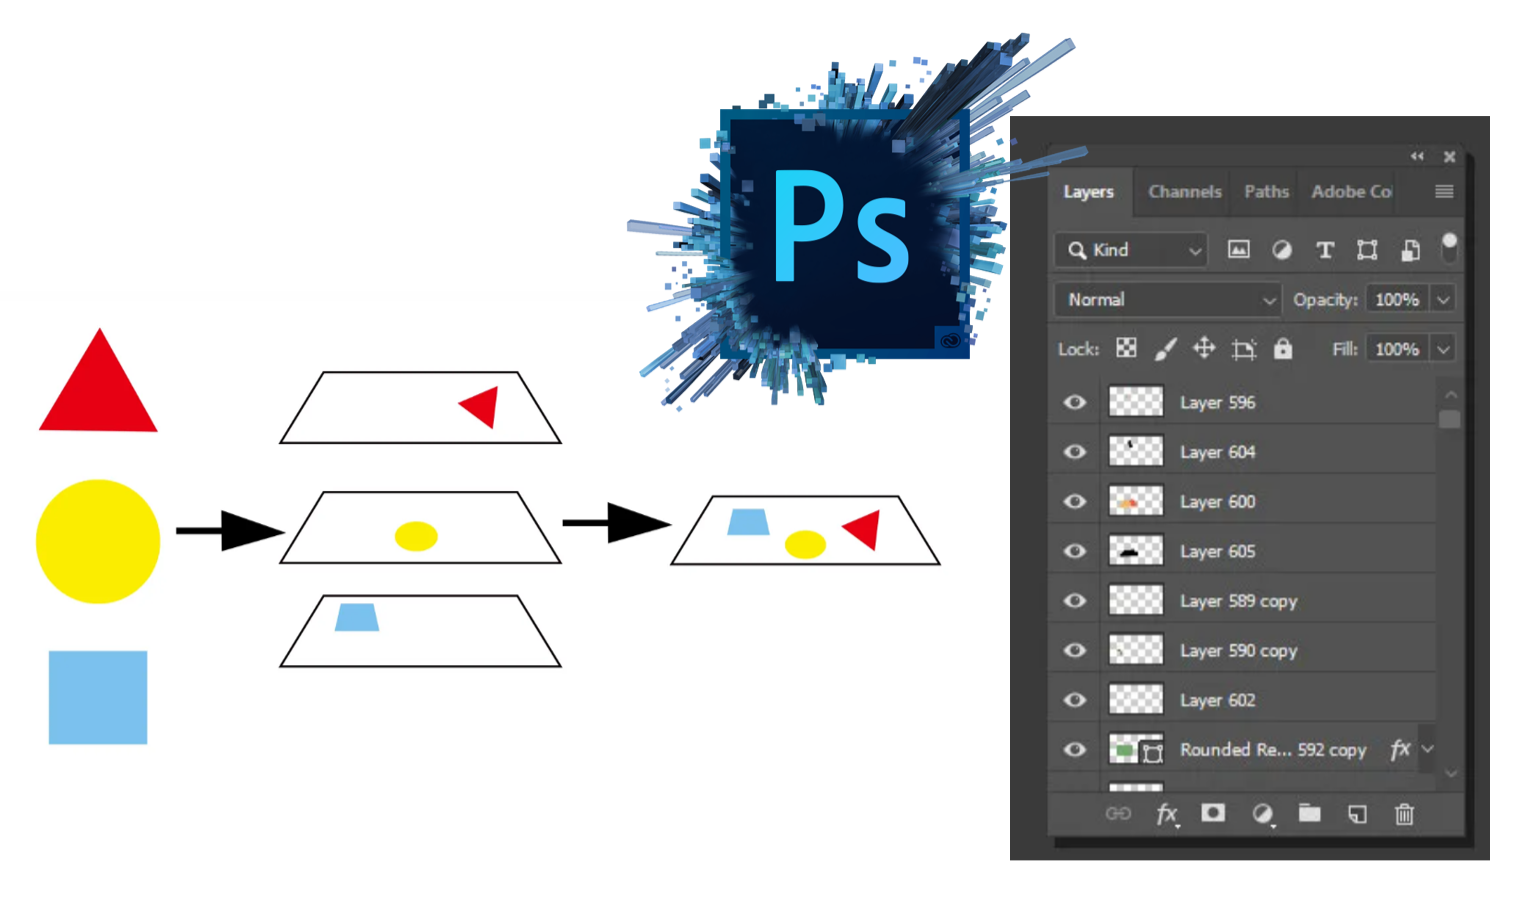 Ps
Layers Channels Paths Adobe Co
Kind
Normal Opacity: 100%
Lock: Fill: 100%
Layer 596
Layer 604
Layer 600
Layer 605
Layer 589 copy
Layer 590 copy
Layer 602
Rounded Re... 592 copy fx
fx